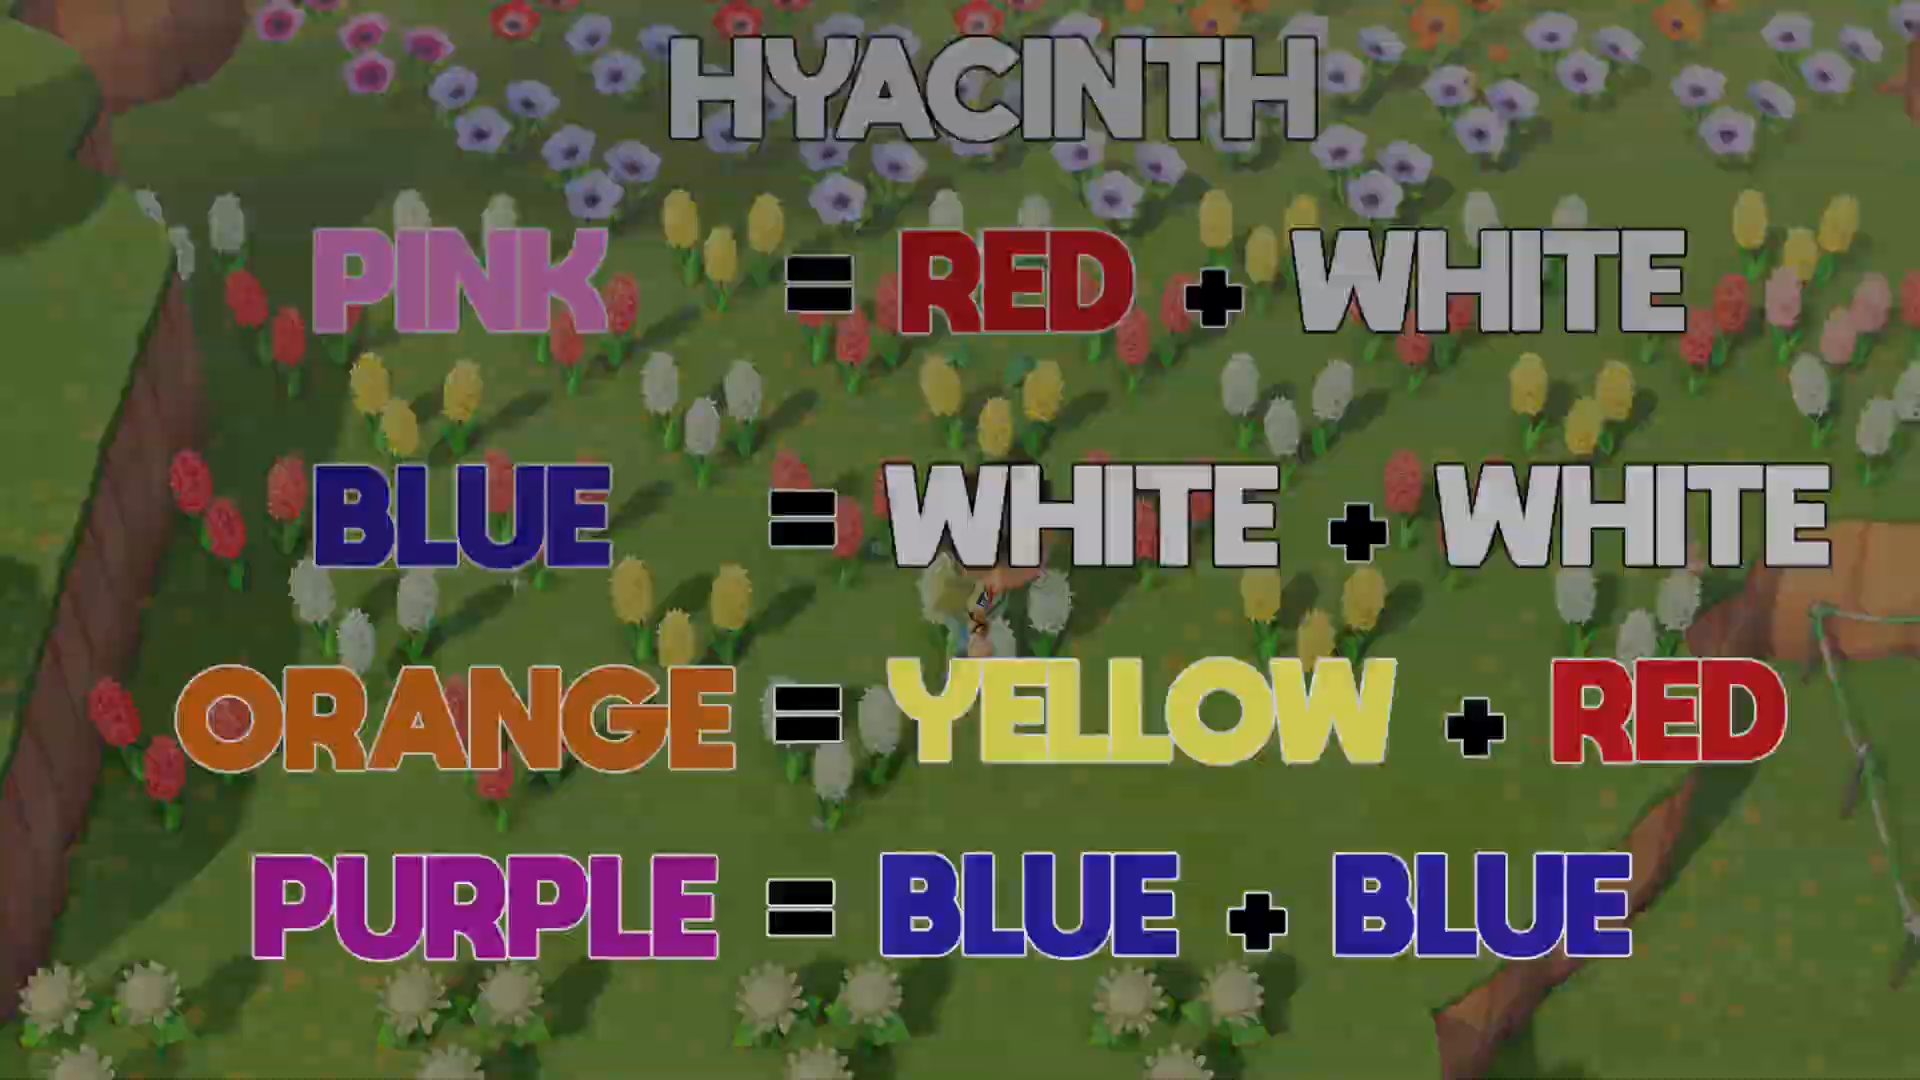 HYACINTH
PINK = RED + WHITE
BLUE = WHITE + WHITE
ORANGE = YELLOW + RED
PURPLE = BLUE + BLUE